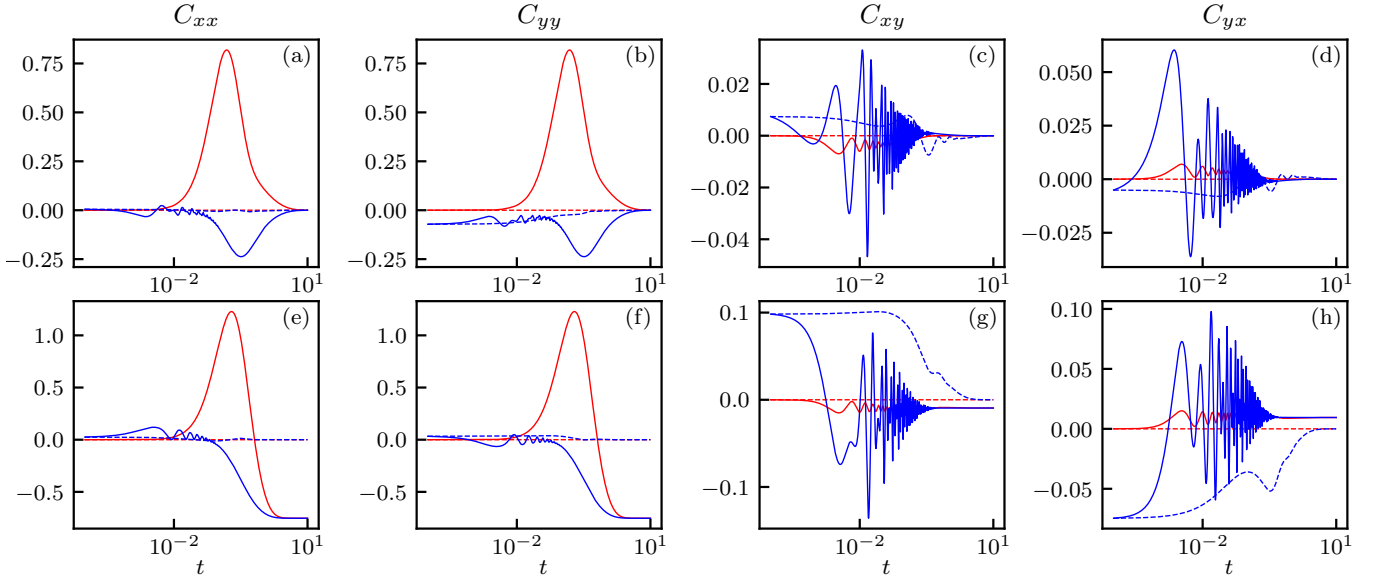 C_xx C_yy C_xy C_yx
(a) (b) (c) (d)
0.75 0.50 0.25 0.00 −0.25
0.75 0.50 0.25 0.00 −0.25
0.02 0.00 −0.02 −0.04
0.050 0.025 0.000 −0.025
10^−2 10^1 10^−2 10^1 10^−2 10^1 10^−2 10^1
(e) (f) (g) (h)
1.0 0.5 0.0 −0.5
1.0 0.5 0.0 −0.5
0.1 0.0 −0.1
0.10 0.05 0.00 −0.05
10^−2 10^1 10^−2 10^1 10^−2 10^1 10^−2 10^1
t t t t